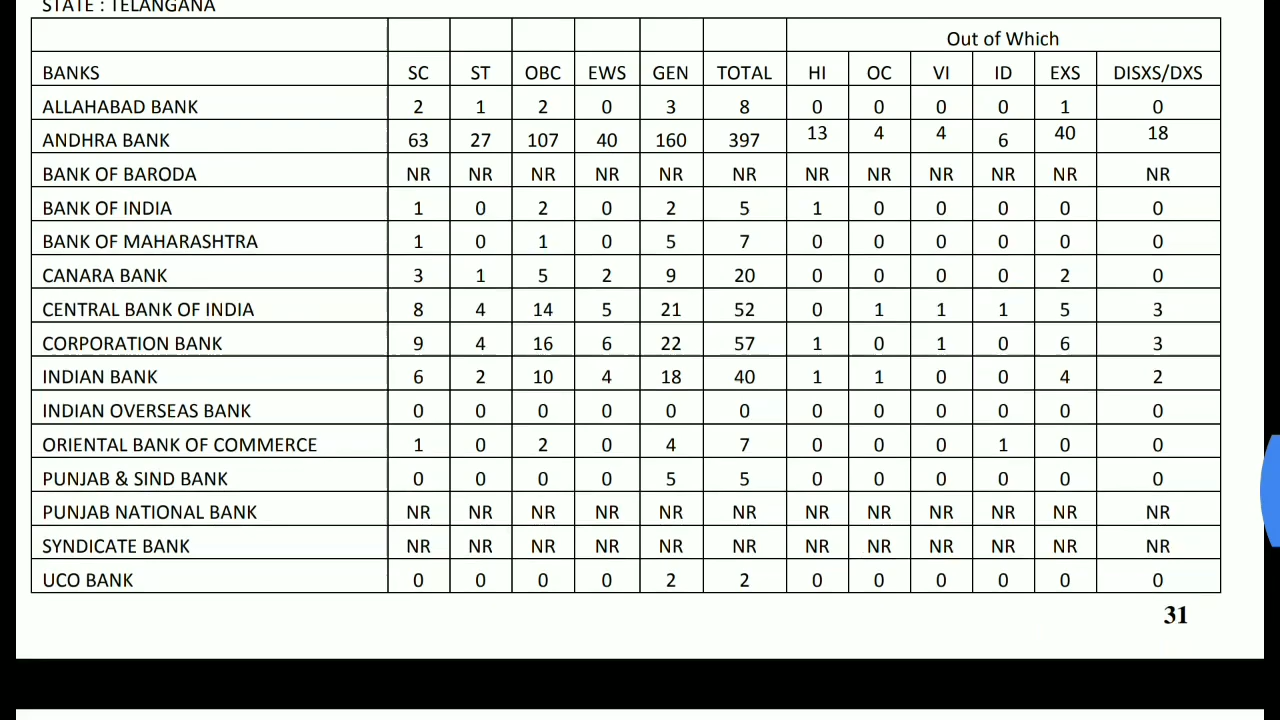 STATE : TELANGANA
Out of Which
BANKS SC ST OBC EWS GEN TOTAL HI OC VI ID EXS DISXS/DXS
ALLAHABAD BANK 2 1 2 0 3 8 0 0 0 0 1 0
ANDHRA BANK 63 27 107 40 160 397 13 4 4 6 40 18
BANK OF BARODA NR NR NR NR NR NR NR NR NR NR NR NR
BANK OF INDIA 1 0 2 0 2 5 1 0 0 0 0 0
BANK OF MAHARASHTRA 1 0 1 0 5 7 0 0 0 0 0 0
CANARA BANK 3 1 5 2 9 20 0 0 0 0 2 0
CENTRAL BANK OF INDIA 8 4 14 5 21 52 0 1 1 1 5 3
CORPORATION BANK 9 4 16 6 22 57 1 0 1 0 6 3
INDIAN BANK 6 2 10 4 18 40 1 1 0 0 4 2
INDIAN OVERSEAS BANK 0 0 0 0 0 0 0 0 0 0 0 0
ORIENTAL BANK OF COMMERCE 1 0 2 0 4 7 0 0 0 1 0 0
PUNJAB & SIND BANK 0 0 0 0 5 5 0 0 0 0 0 0
PUNJAB NATIONAL BANK NR NR NR NR NR NR NR NR NR NR NR NR
SYNDICATE BANK NR NR NR NR NR NR NR NR NR NR NR NR
UCO BANK 0 0 0 0 2 2 0 0 0 0 0 0
31